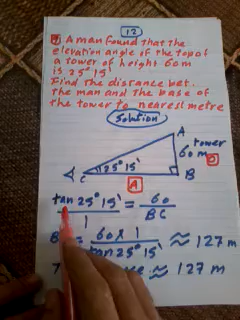 12
A man found that the
elevation angle of the top of
a tower of height 60 m
is 25° 15'
Find the distance bet.
the man and the base of
the tower to nearest metre
Solution
A
tower
60 m
O
25° 15'
C
B
A
tan 25° 15' = 60
1 BC
B = 60 × 1 ≈ 127 m
tan 25° 15'
≈ 127 m